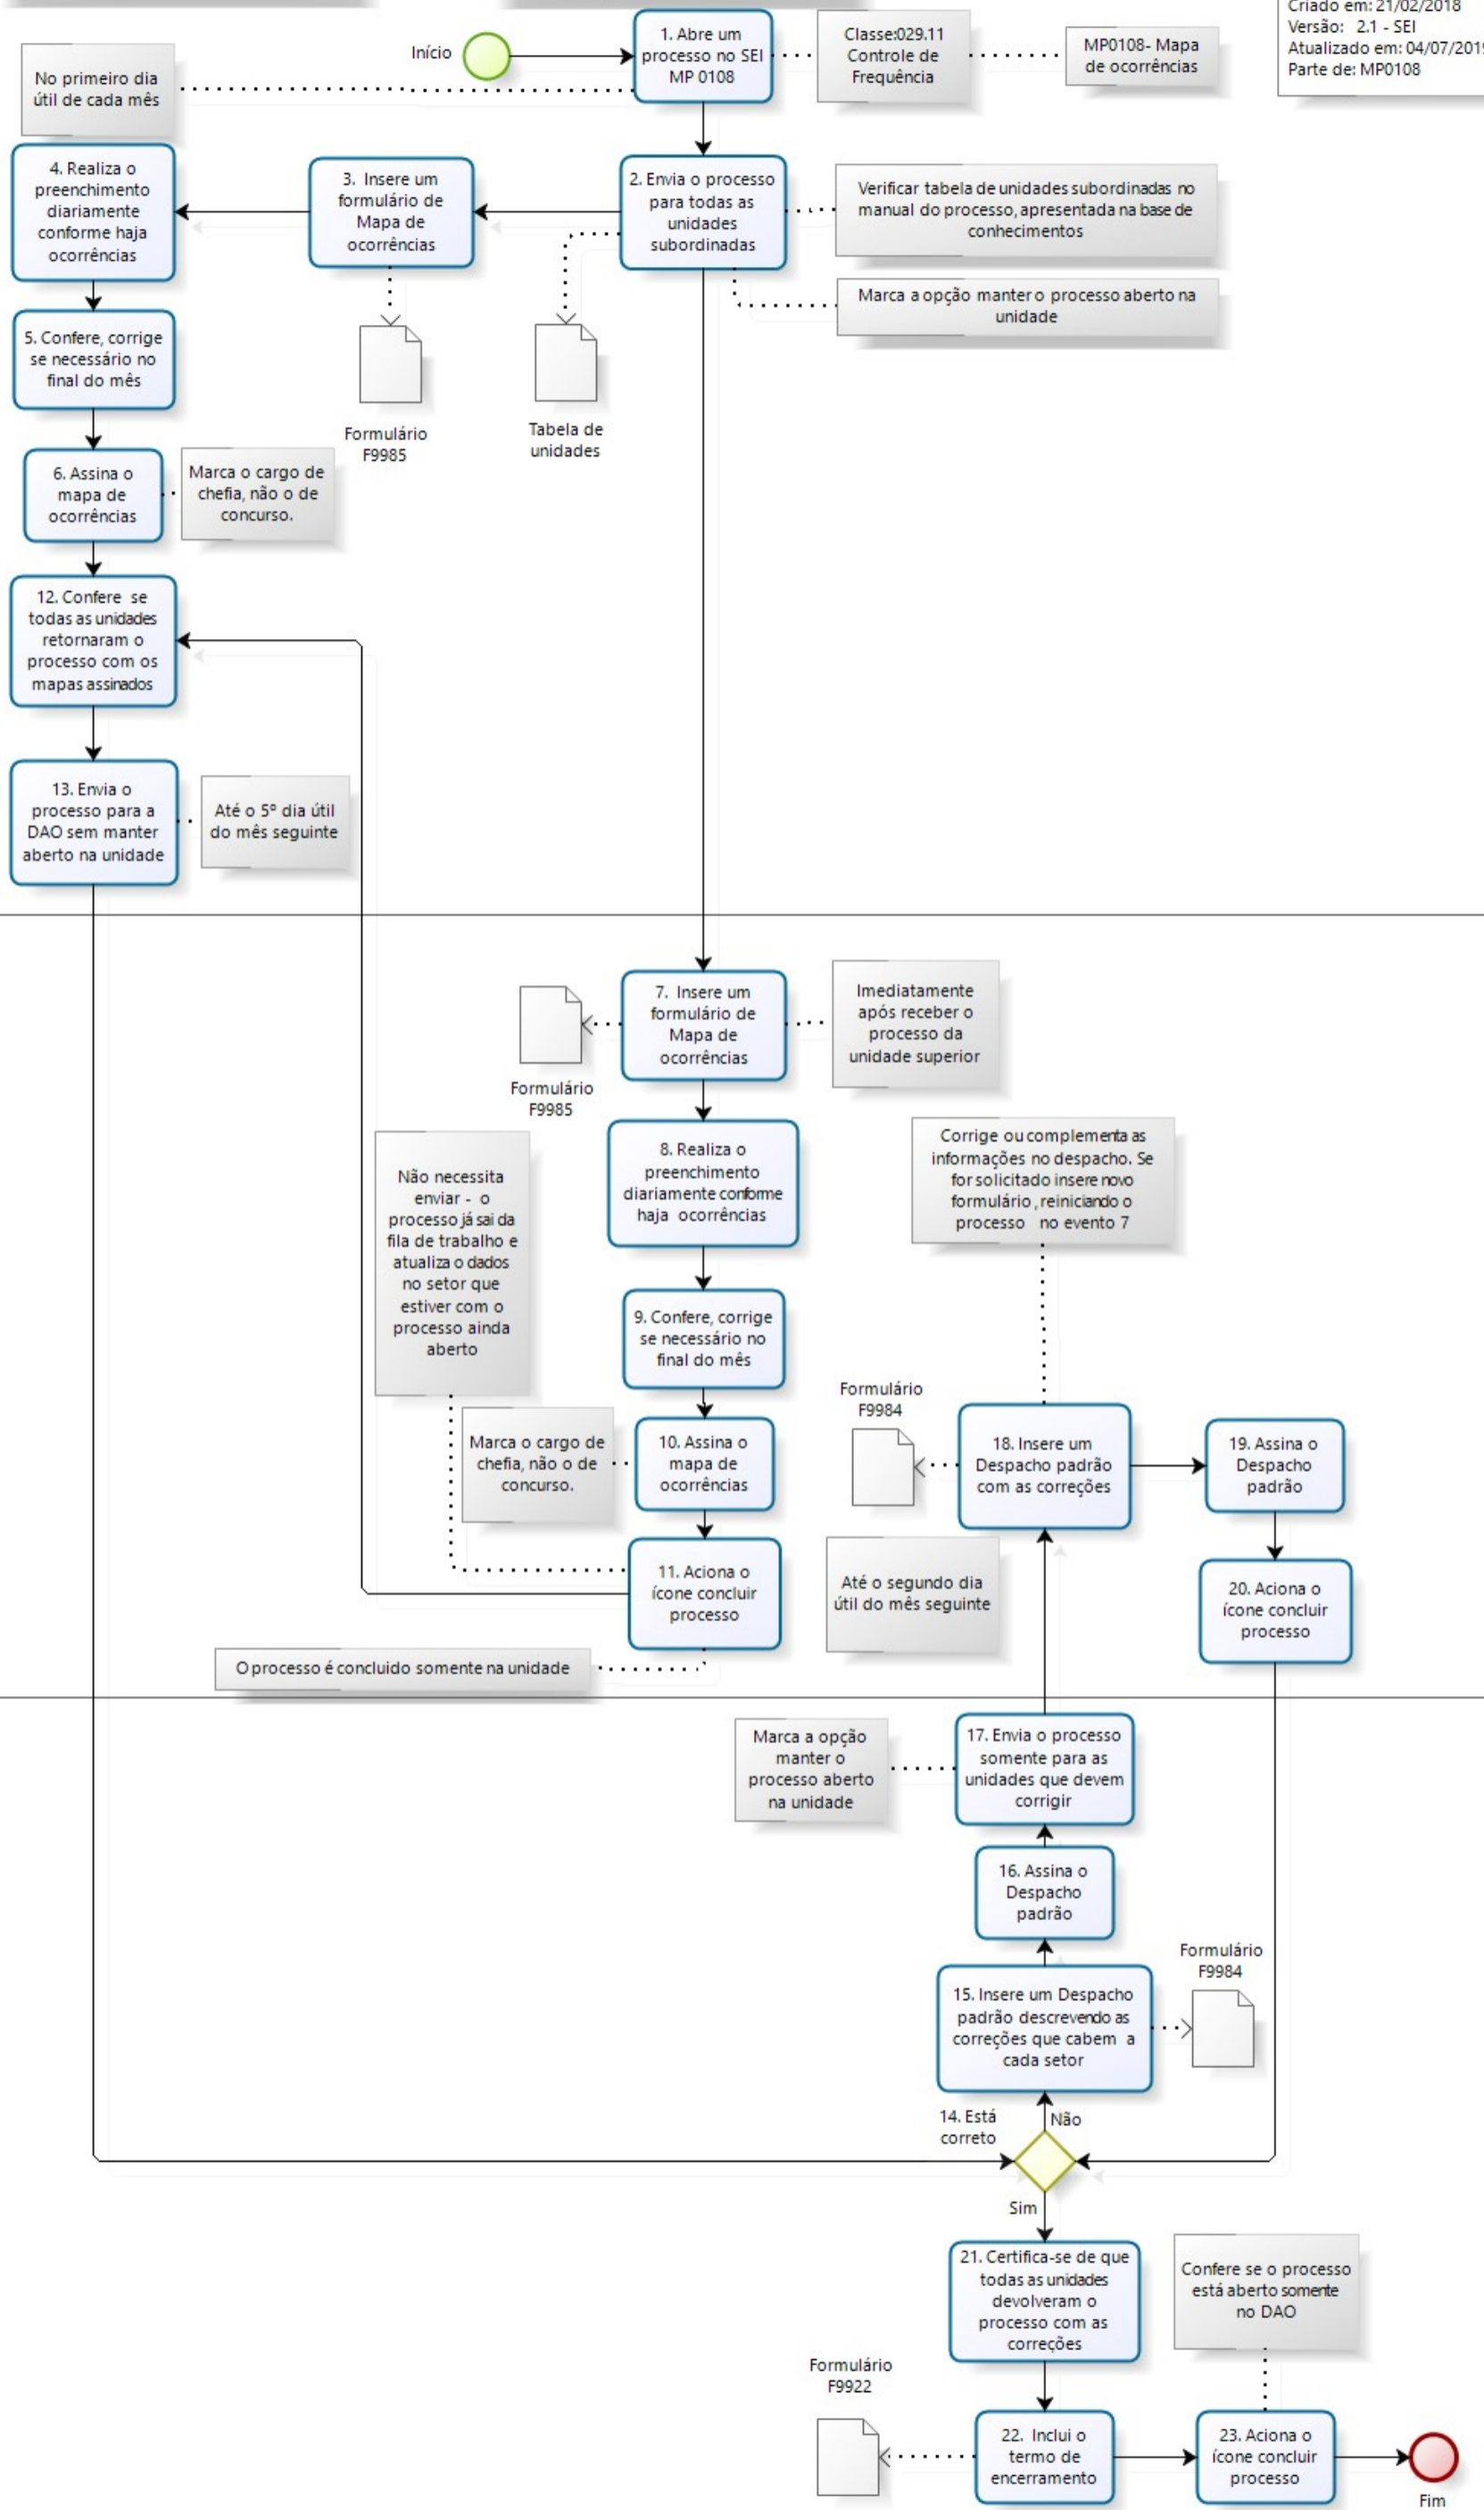 Criado em: 21/02/2018
Versão: 2.1 - SEI
Atualizado em: 04/07/2019
Parte de: MP0108
Início
1. Abre um
processo no SEI
MP 0108
Classe:029.11
Controle de
Frequência
MP0108- Mapa
de ocorrências
No primeiro dia
útil de cada mês
2. Envia o processo
para todas as
unidades
subordinadas
Verificar tabela de unidades subordinadas no
manual do processo, apresentada na base de
conhecimentos
Marca a opção manter o processo aberto na
unidade
Tabela de
unidades
3. Insere um
formulário de
Mapa de
ocorrências
Formulário
F9985
4. Realiza o
preenchimento
diariamente
conforme haja
ocorrências
5. Confere, corrige
se necessário no
final do mês
6. Assina o
mapa de
ocorrências
Marca o cargo de
chefia, não o de
concurso.
12. Confere se
todas as unidades
retornaram o
processo com os
mapas assinados
13. Envia o
processo para a
DAO sem manter
aberto na unidade
Até o 5º dia útil
do mês seguinte
7. Insere um
formulário de
Mapa de
ocorrências
Imediatamente
após receber o
processo da
unidade superior
Formulário
F9985
8. Realiza o
preenchimento
diariamente conforme
haja ocorrências
Não necessita
enviar - o
processo já sai da
fila de trabalho e
atualiza o dados
no setor que
estiver com o
processo ainda
aberto
9. Confere, corrige
se necessário no
final do mês
10. Assina o
mapa de
ocorrências
Marca o cargo de
chefia, não o de
concurso.
11. Aciona o
ícone concluir
processo
O processo é concluido somente na unidade
Corrige ou complementa as
informações no despacho. Se
for solicitado insere novo
formulário , reiniciando o
processo no evento 7
Formulário
F9984
18. Insere um
Despacho padrão
com as correções
19. Assina o
Despacho
padrão
20. Aciona o
ícone concluir
processo
Até o segundo dia
útil do mês seguinte
17. Envia o processo
somente para as
unidades que devem
corrigir
Marca a opção
manter o
processo aberto
na unidade
16. Assina o
Despacho
padrão
15. Insere um Despacho
padrão descrevendo as
correções que cabem a
cada setor
Formulário
F9984
14. Está
correto
Não
Sim
21. Certifica-se de que
todas as unidades
devolveram o
processo com as
correções
Confere se o processo
está aberto somente
no DAO
Formulário
F9922
22. Inclui o
termo de
encerramento
23. Aciona o
ícone concluir
processo
Fim